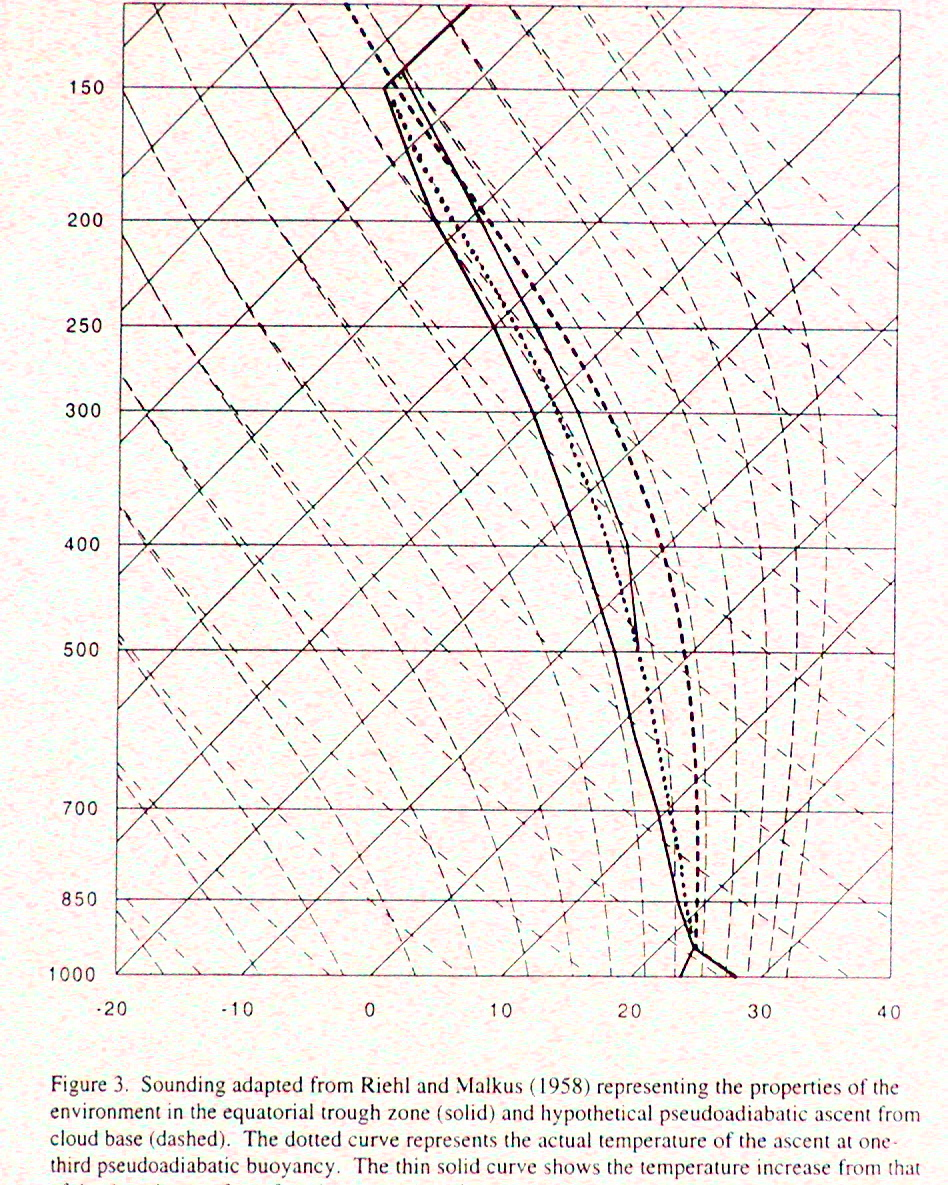 150
200
250
300
400
500
700
850
1000
-20 -10 0 10 20 30 40
Figure 3. Sounding adapted from Riehl and Malkus (1958) representing the properties of the
environment in the equatorial trough zone (solid) and hypothetical pseudoadiabatic ascent from
cloud base (dashed). The dotted curve represents the actual temperature of the ascent at one-
third pseudoadiabatic buoyancy. The thin solid curve shows the temperature increase from that